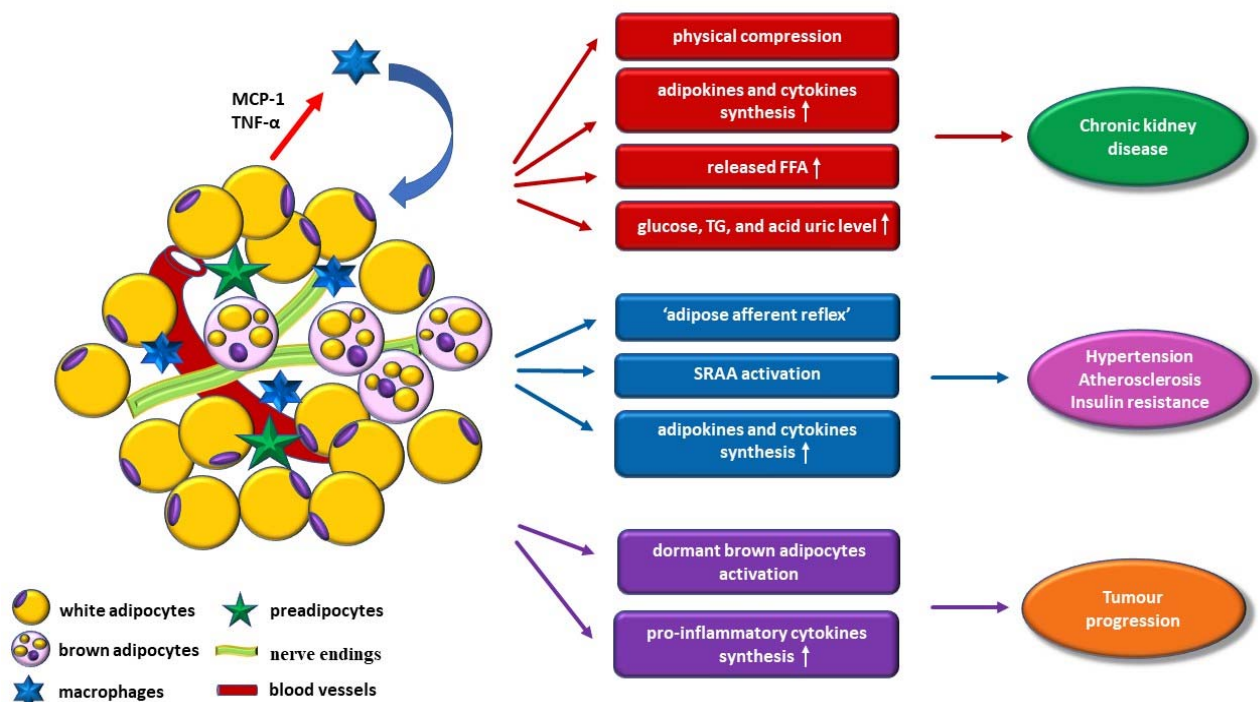 MCP-1
TNF-α
physical compression
adipokines and cytokines
synthesis ↑
released FFA ↑
glucose, TG, and acid uric level ↑
Chronic kidney
disease
‘adipose afferent reflex’
SRAA activation
adipokines and cytokines
synthesis ↑
Hypertension
Atherosclerosis
Insulin resistance
dormant brown adipocytes
activation
pro-inflammatory cytokines
synthesis ↑
Tumour
progression
white adipocytes
preadipocytes
brown adipocytes
nerve endings
macrophages
blood vessels